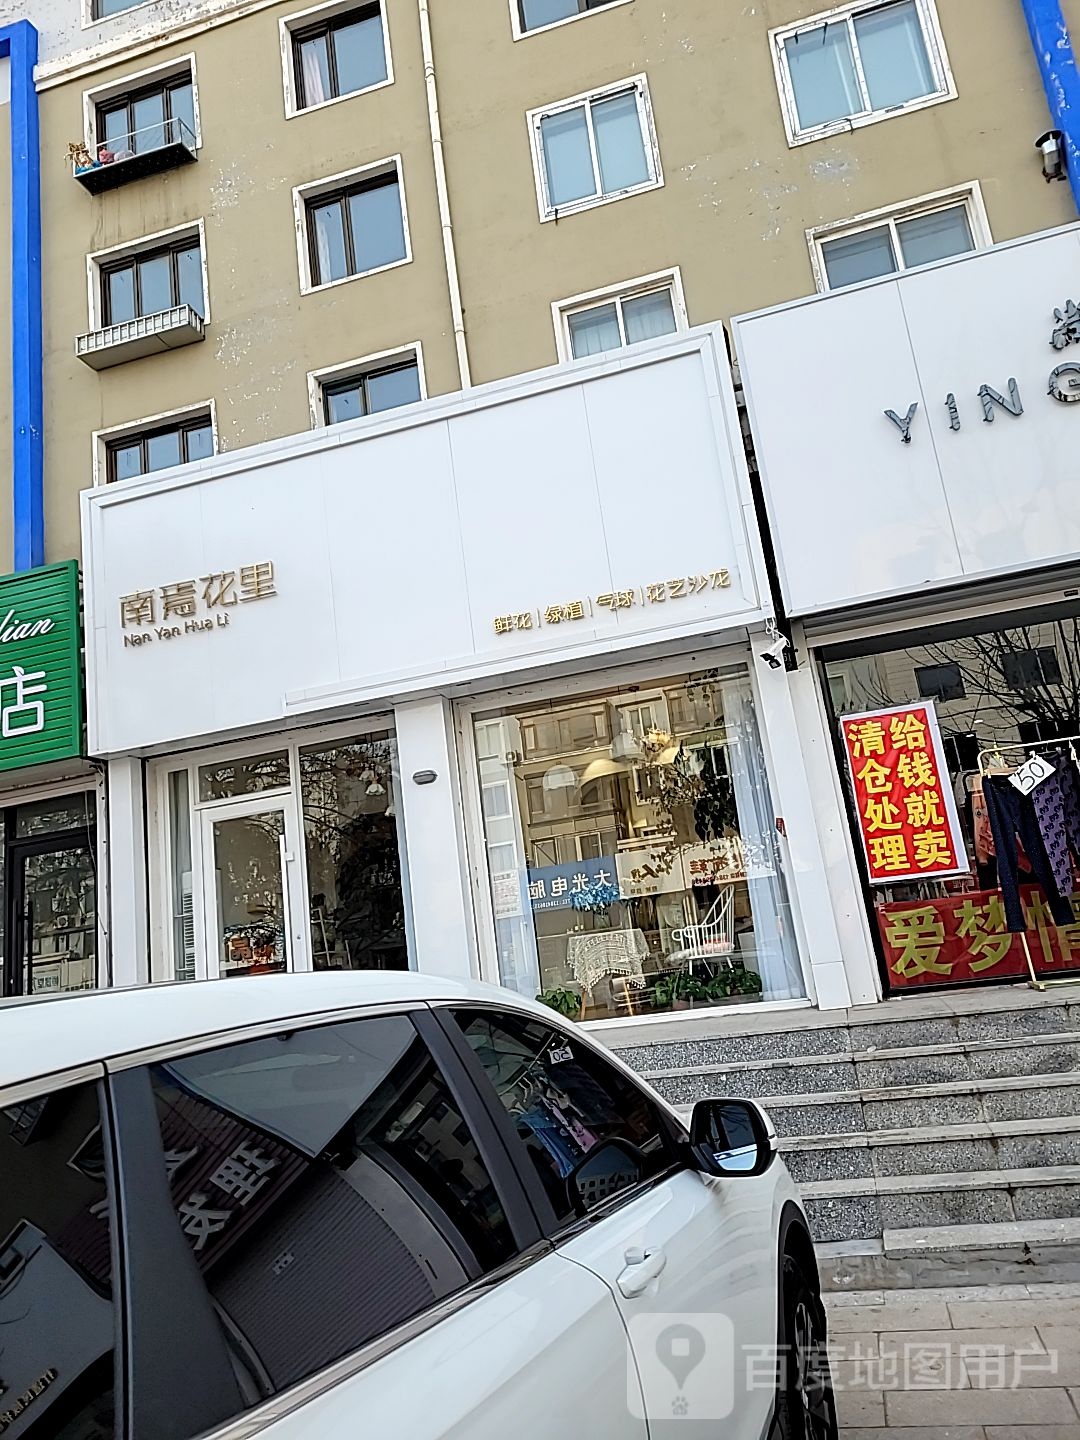 南焉花里
Nan Yan Hua Li
鲜花|绿植|气球|花艺沙龙
YING
lian
店
给钱就卖
清仓处理
50
爱梦情
大光电脑
50
百度地图用户